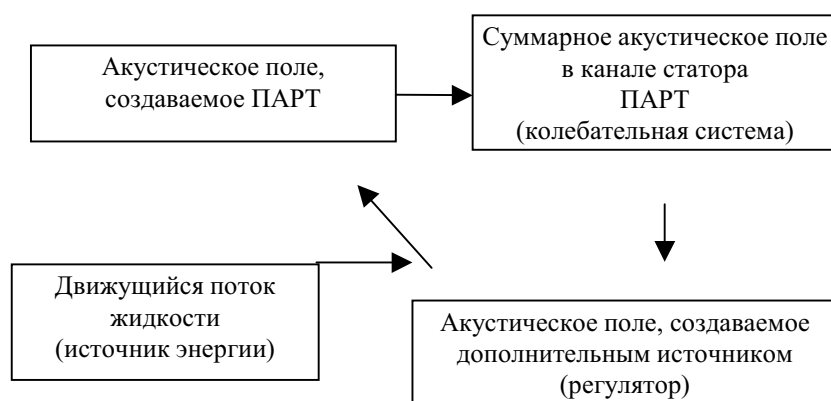 Акустическое поле,
создаваемое ПАРТ
Суммарное акустическое поле
в канале статора
ПАРТ
(колебательная система)
Движущийся поток
жидкости
(источник энергии)
Акустическое поле, создаваемое
дополнительным источником
(регулятор)